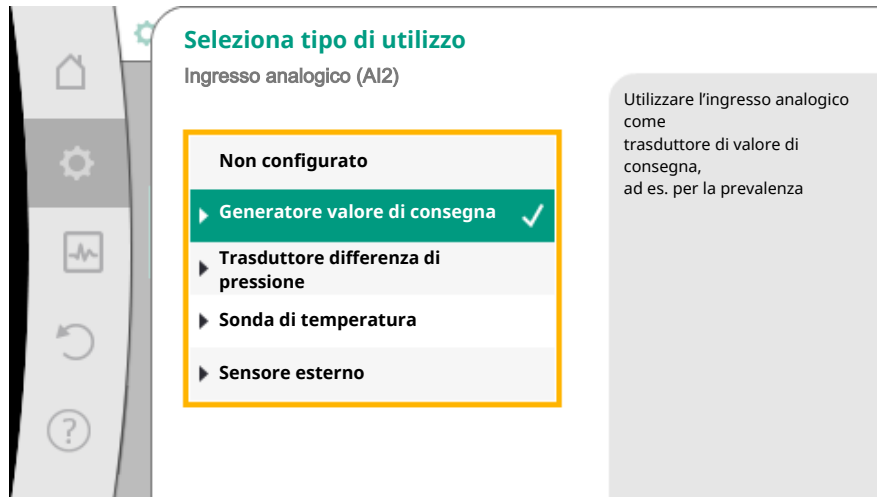 Seleziona tipo di utilizzo
Ingresso analogico (AI2)
Non configurato
Generatore valore di consegna
Trasduttore differenza di
pressione
Sonda di temperatura
Sensore esterno
Utilizzare l'ingresso analogico
come
trasduttore di valore di
consegna,
ad es. per la prevalenza